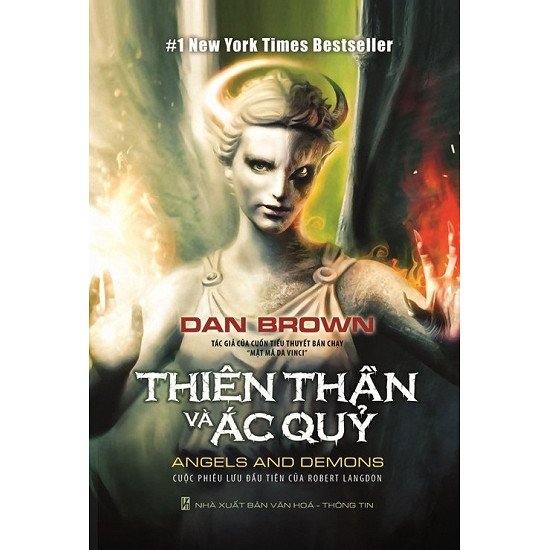 #1 New York Times Bestseller
DAN BROWN
TÁC GIẢ CỦA CUỐN TIỂU THUYẾT BÁN CHẠY
"MẬT MÃ DA VINCI"
THIÊN THẦN
VÀ ÁC QUỶ
ANGELS AND DEMONS
CUỘC PHIÊU LƯU ĐẦU TIÊN CỦA ROBERT LANGDON
NHÀ XUẤT BẢN VĂN HOÁ - THÔNG TIN